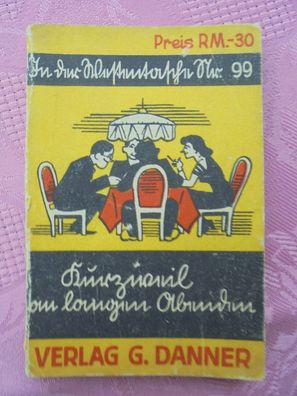 Preis RM.-30
In der Westentasche Nr. 99
Kurzweil
an langen Abenden
VERLAG G. DANNER